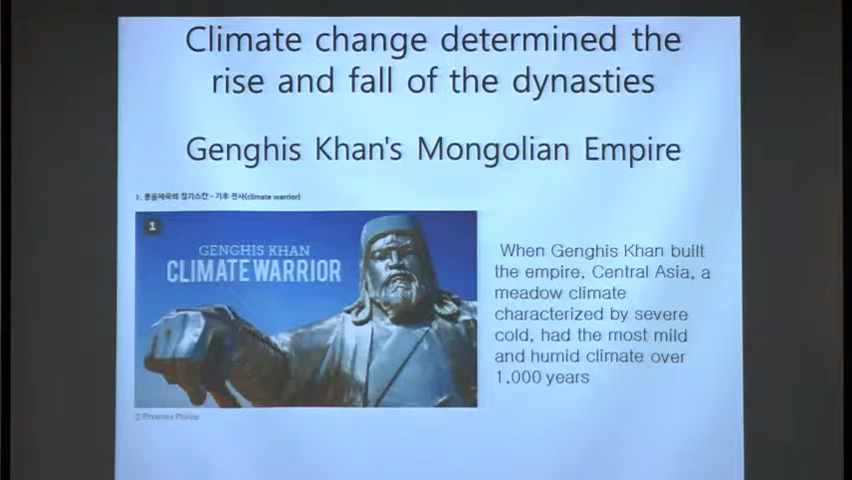 Climate change determined the
rise and fall of the dynasties
Genghis Khan's Mongolian Empire
1. 몽골제국의 징기스칸 - 기후 전사(climate warrior)
1
GENGHIS KHAN
CLIMATE WARRIOR
When Genghis Khan built
the empire, Central Asia, a
meadow climate
characterized by severe
cold, had the most mild
and humid climate over
1,000 years